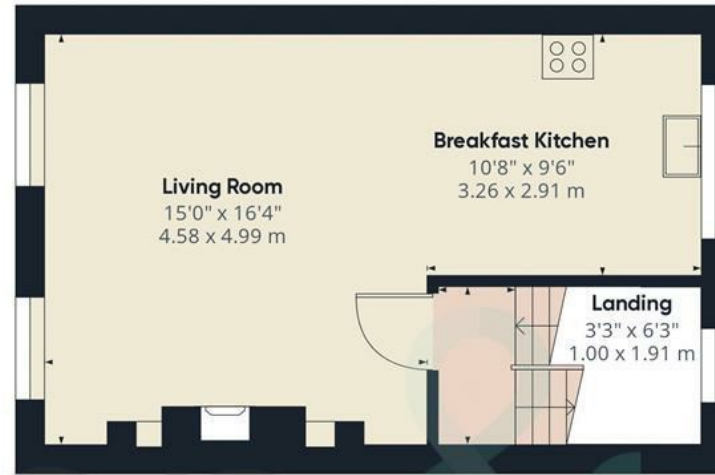 Living Room
15'0" x 16'4"
4.58 x 4.99 m
Breakfast Kitchen
10'8" x 9'6"
3.26 x 2.91 m
Landing
3'3" x 6'3"
1.00 x 1.91 m